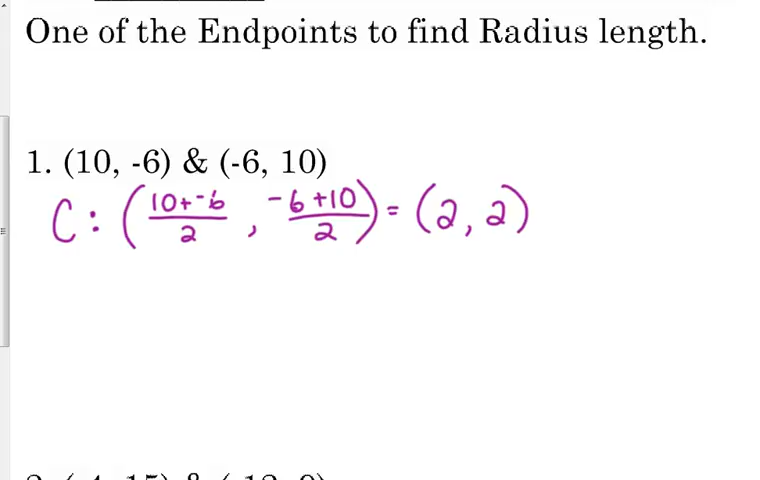 One of the Endpoints to find Radius length.
1. (10, -6) & (-6, 10)
C: (10+-6/2, -6+10/2) = (2, 2)